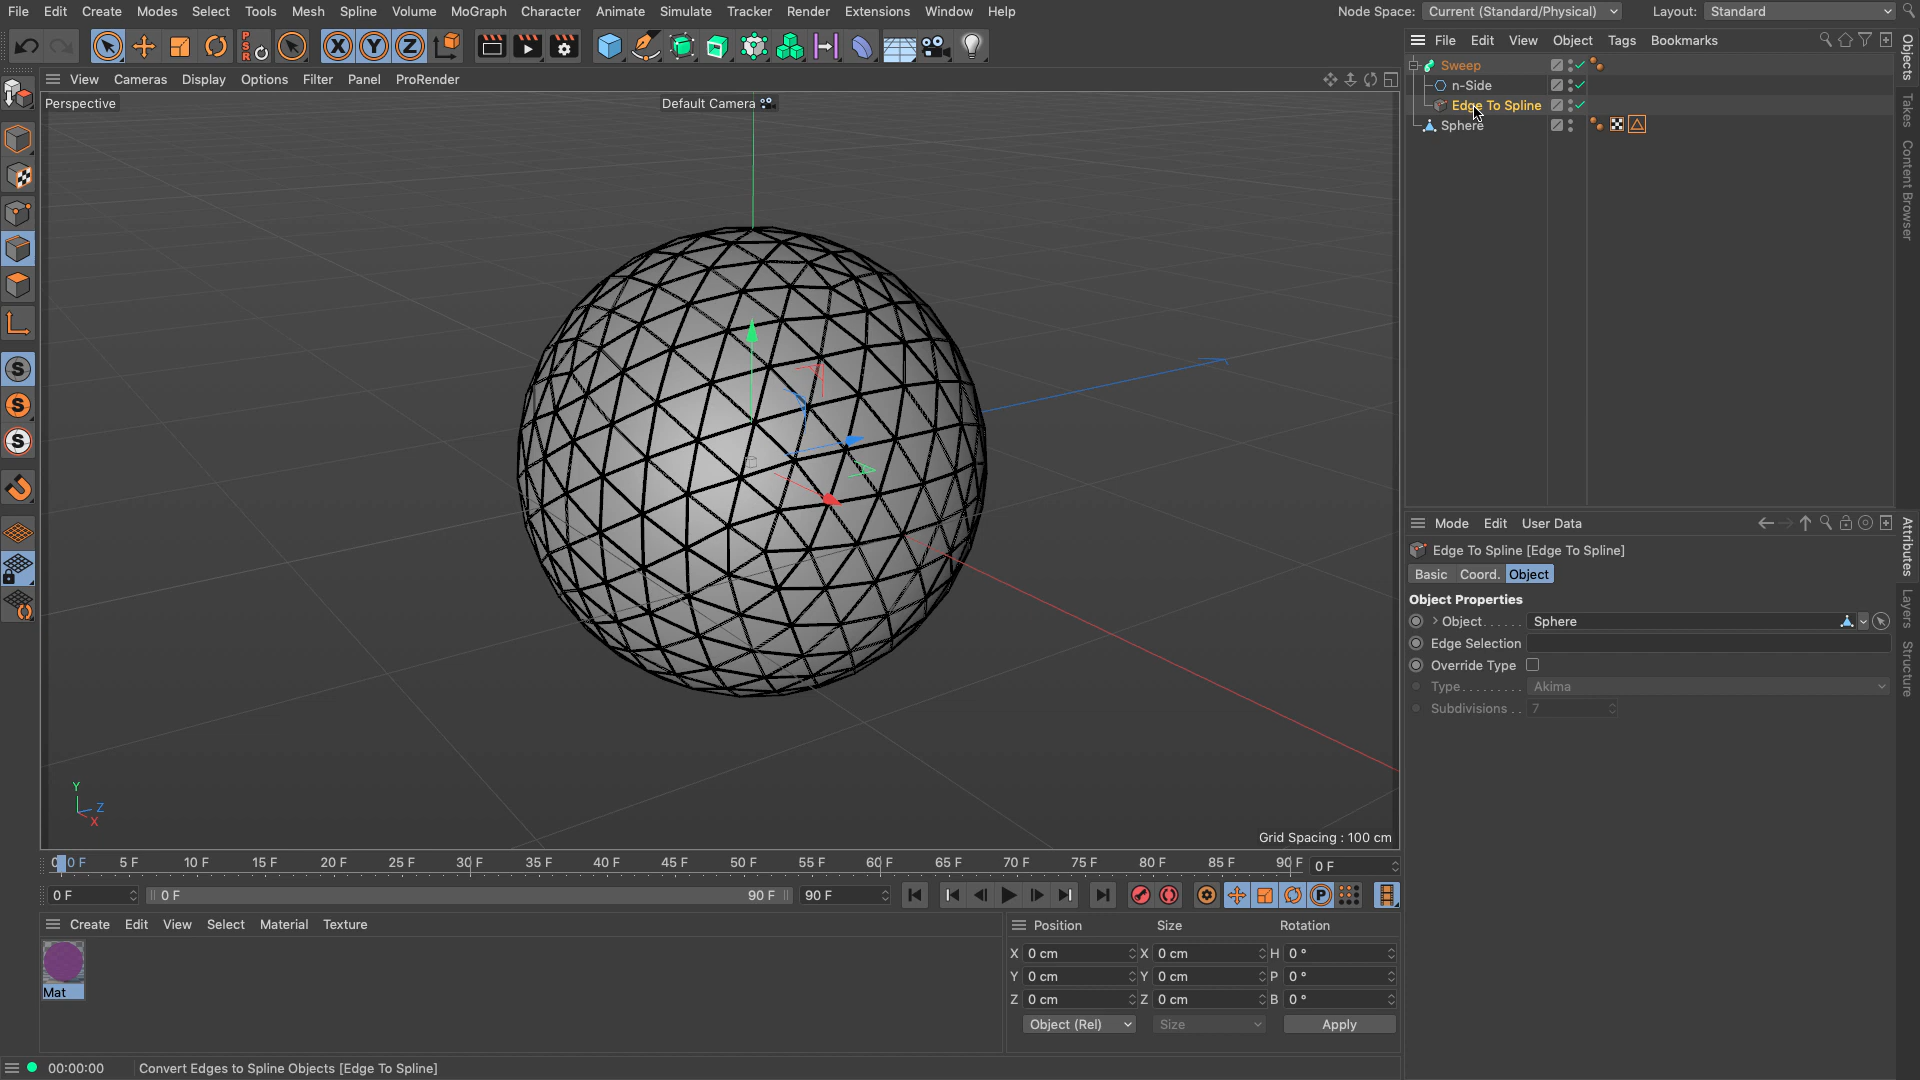 File Edit Create Modes Select Tools Mesh Spline Volume MoGraph Character Animate Simulate Tracker Render Extensions Window Help Node Space: Current (Standard/Physical) Layout: Standard
PSR X Y Z
File Edit View Object Tags Bookmarks
Sweep
n-Side
Edge To Spline
Sphere
Objects
Takes
Content Browser
View Cameras Display Options Filter Panel ProRender
Perspective Default Camera
S
S
S
Y
Z
X
Grid Spacing : 100 cm
Mode Edit User Data
Edge To Spline [Edge To Spline]
Basic Coord. Object
Object Properties
Object . . . . . . Sphere
Edge Selection
Override Type
Type. . . . . . . . . Akima
Subdivisions . . 7
Attributes
Layers
Structure
0 F 5 F 10 F 15 F 20 F 25 F 30 F 35 F 40 F 45 F 50 F 55 F 60 F 65 F 70 F 75 F 80 F 85 F 90 F 0 F
0 F 0 F 90 F 90 F P
Create Edit View Select Material Texture
Mat
Position Size Rotation
X 0 cm X 0 cm H 0 °
Y 0 cm Y 0 cm P 0 °
Z 0 cm Z 0 cm B 0 °
Object (Rel) Size Apply
00:00:00 Convert Edges to Spline Objects [Edge To Spline]